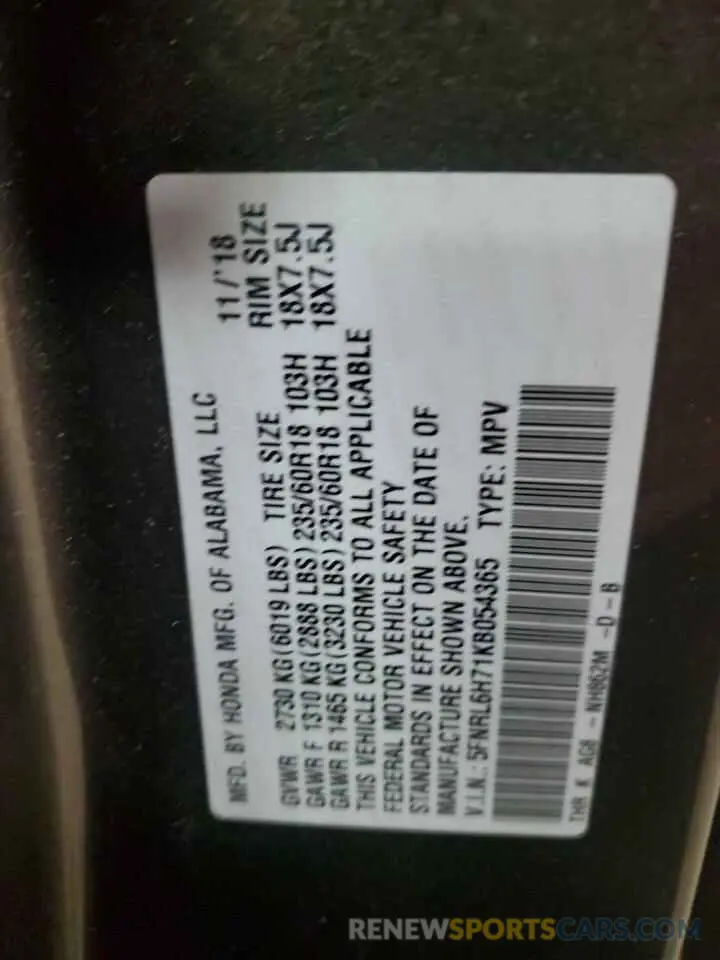 MFD. BY HONDA MFG. OF ALABAMA, LLC 11/'18
GVWR 2730 KG(6019 LBS) TIRE SIZE RIM SIZE
GAWR F 1310 KG(2888 LBS)235/60R18 103H 18X7.5J
GAWR R 1465 KG(3230 LBS)235/60R18 103H 18X7.5J
THIS VEHICLE CONFORMS TO ALL APPLICABLE
FEDERAL MOTOR VEHICLE SAFETY
STANDARDS IN EFFECT ON THE DATE OF
MANUFACTURE SHOWN ABOVE.
V.I.N.: 5FNRL6H71KB054365 TYPE: MPV
THR K AG8 - NH862M -D - B
RENEWSPORTSCARS.COM